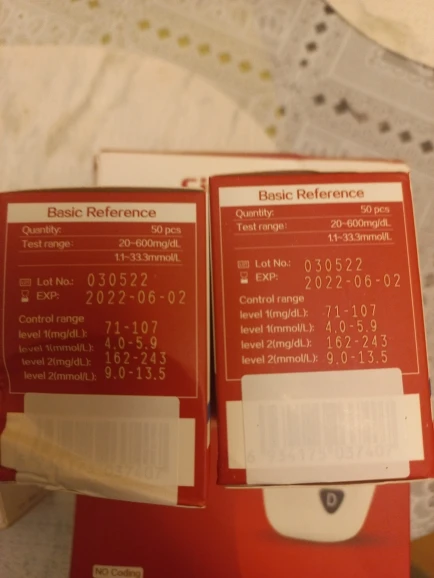 Basic Reference
Quantity: 50 pcs
Test range: 20~600mg/dL
1.1~33.3mmol/L
Lot No.: 030522
EXP: 2022-06-02
Control range
level 1(mg/dL): 71-107
level 1(mmol/L): 4.0-5.9
level 2(mg/dL): 162-243
level 2(mmol/L): 9.0-13.5
Basic Reference
Quantity: 50 pcs
Test range: 20~600mg/dL
1.1~33.3mmol/L
Lot No.: 030522
EXP: 2022-06-02
Control range
level 1(mg/dL): 71-107
level 1(mmol/L): 4.0-5.9
level 2(mg/dL): 162-243
level 2(mmol/L): 9.0-13.5
D
NO Coding